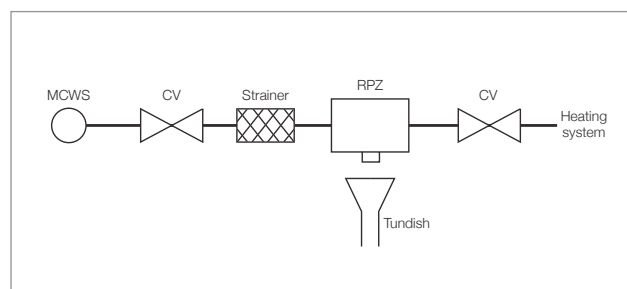 MCWS
CV
Strainer
RPZ
CV
Heating
system
Tundish